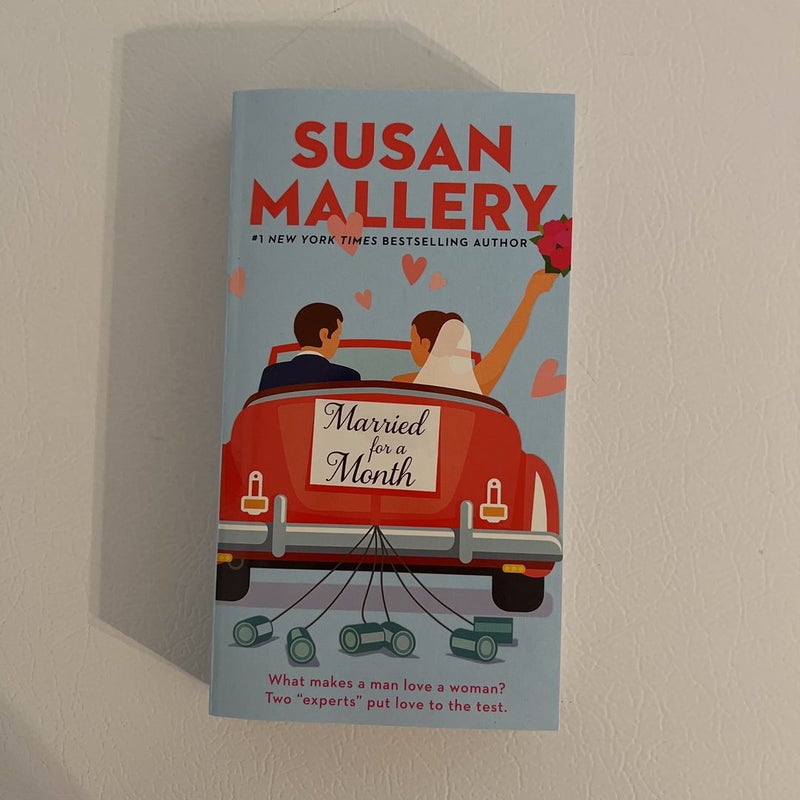 SUSAN
MALLERY
#1 NEW YORK TIMES BESTSELLING AUTHOR
Married
for a
Month
What makes a man love a woman?
Two “experts” put love to the test.